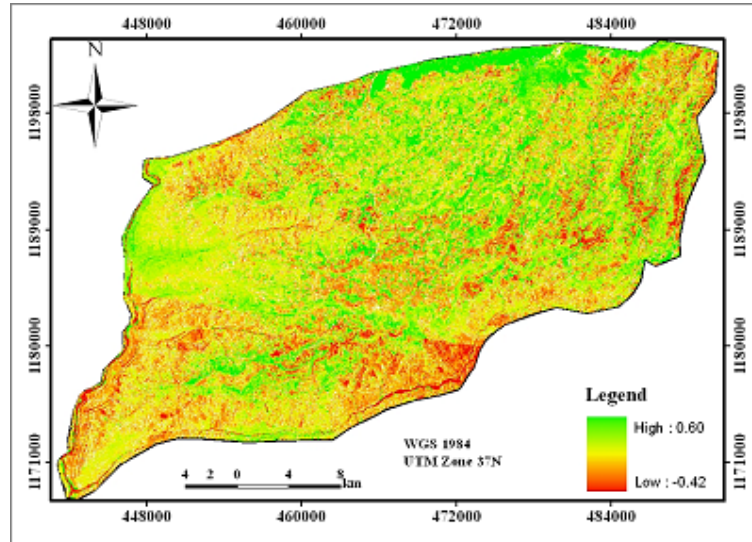 448000 460000 472000 484000
N
1198000 1198000
1189000 1189000
1180000 1180000
1171000 1171000
Legend
High : 0.60
Low : -0.42
WGS 1984
UTM Zone 37N
4 2 0 4 8
km
448000 460000 472000 484000